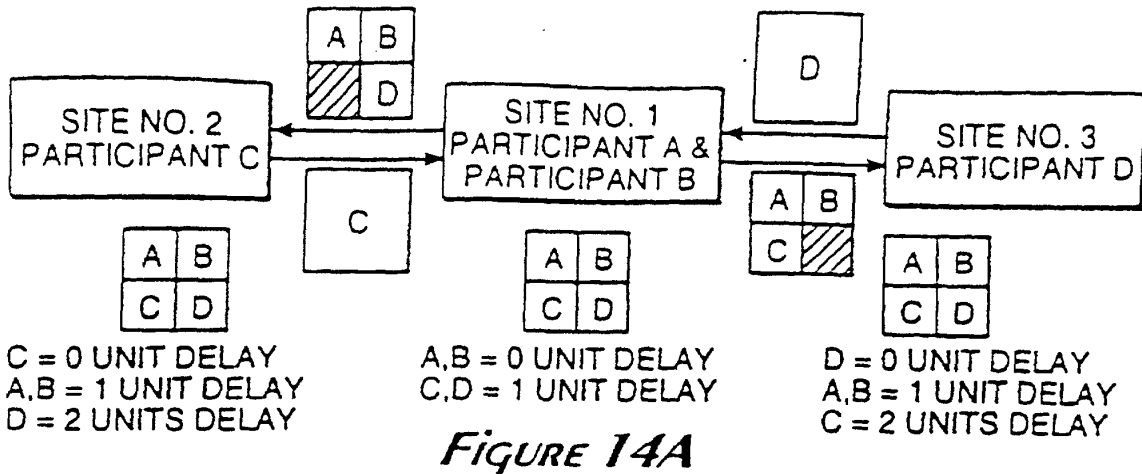 A B
D
D
SITE NO. 2
PARTICIPANT C
SITE NO. 1
PARTICIPANT A &
PARTICIPANT B
SITE NO. 3
PARTICIPANT D
C
A B
C
A B
C D
A B
C D
A B
C D
C = 0 UNIT DELAY
A,B = 1 UNIT DELAY
D = 2 UNITS DELAY
A,B = 0 UNIT DELAY
C,D = 1 UNIT DELAY
D = 0 UNIT DELAY
A,B = 1 UNIT DELAY
C = 2 UNITS DELAY
FIGURE 14A